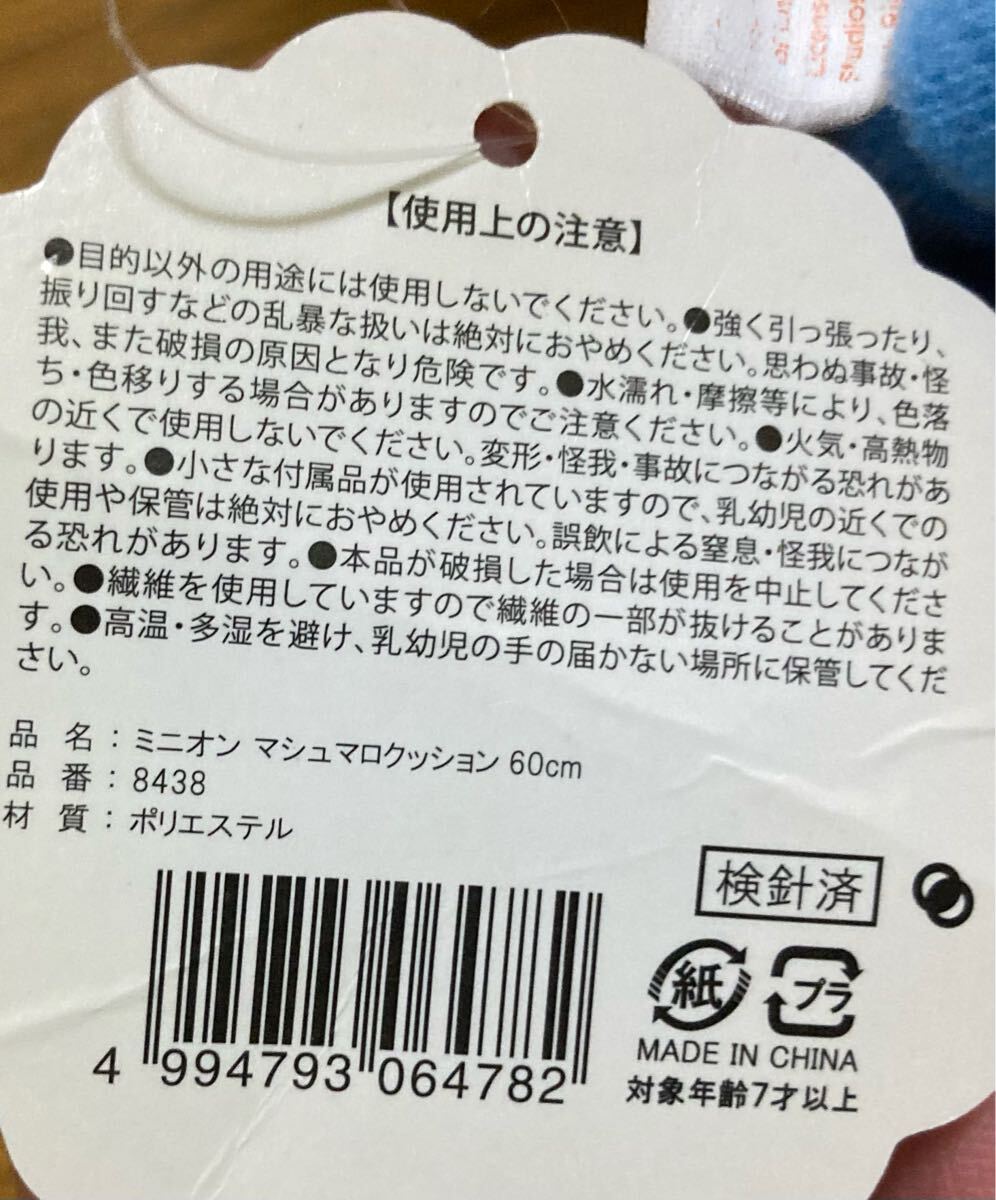 【使用上の注意】
●目的以外の用途には使用しないでください。●強く引っ張ったり、
振り回すなどの乱暴な扱いは絶対におやめください。思わぬ事故・怪
我、また破損の原因となり危険です。●水濡れ・摩擦等により、色落
ち・色移りする場合がありますのでご注意ください。●火気・高熱物
の近くで使用しないでください。変形・怪我・事故につながる恐れがあ
ります。●小さな付属品が使用されていますので、乳幼児の近くでの
使用や保管は絶対におやめください。誤飲による窒息・怪我につなが
る恐れがあります。●本品が破損した場合は使用を中止してくださ
い。●繊維を使用していますので繊維の一部が抜けることがありま
す。●高温・多湿を避け、乳幼児の手の届かない場所に保管してくだ
さい。
品 名：ミニオン マシュマロクッション 60cm
品 番：8438
材 質：ポリエステル
検針済
紙 プラ
MADE IN CHINA
対象年齢7才以上
4 994793 064782